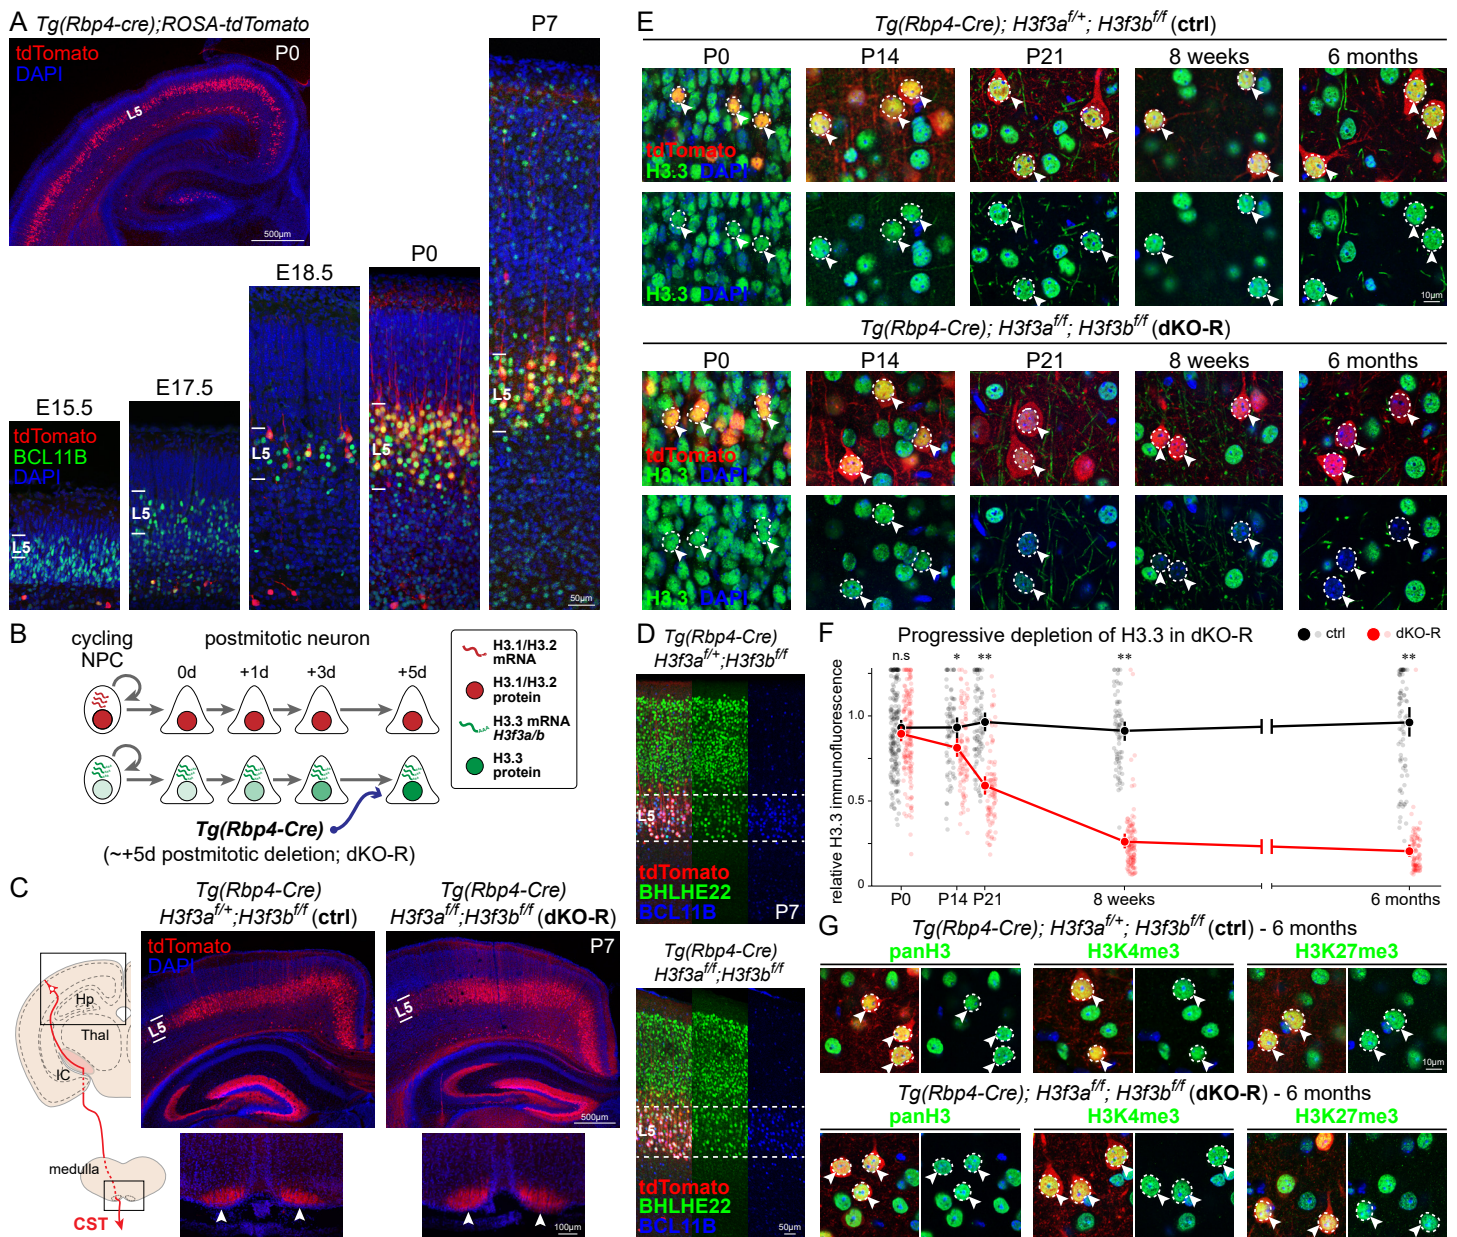 A Tg(Rbp4-cre);ROSA-tdTomato
tdTomato
DAPI
P0
L5
500µm
E15.5
tdTomato
BCL11B
DAPI
L5
E17.5
L5
E18.5
L5
P0
L5
P7
L5
50µm
B
cycling
NPC
postmitotic neuron
0d
+1d
+3d
+5d
H3.1/H3.2
mRNA
H3.1/H3.2
protein
H3.3 mRNA
H3f3a/b
H3.3
protein
Tg(Rbp4-Cre)
(~+5d postmitotic deletion; dKO-R)
C
Hp
Thal
IC
medulla
CST
Tg(Rbp4-Cre)
H3f3a^f/+;H3f3b^f/f (ctrl)
tdTomato
DAPI
L5
Tg(Rbp4-Cre)
H3f3a^f/f;H3f3b^f/f (dKO-R)
P7
L5
500µm
100µm
D Tg(Rbp4-Cre)
H3f3a^f/+;H3f3b^f/f
L5
tdTomato
BHLHE22
BCL11B
P7
Tg(Rbp4-Cre)
H3f3a^f/f;H3f3b^f/f
L5
tdTomato
BHLHE22
BCL11B
50µm
E Tg(Rbp4-Cre); H3f3a^f/+; H3f3b^f/f (ctrl)
P0 P14 P21 8 weeks 6 months
tdTomato
H3.3 DAPI
H3.3 DAPI
10µm
Tg(Rbp4-Cre); H3f3a^f/f; H3f3b^f/f (dKO-R)
P0 P14 P21 8 weeks 6 months
tdTomato
H3.3 DAPI
H3.3 DAPI
F Progressive depletion of H3.3 in dKO-R
ctrl dKO-R
n.s * ** ** **
relative H3.3 immunofluorescence
1.0
0.5
0
P0 P14 P21 8 weeks 6 months
G Tg(Rbp4-Cre); H3f3a^f/+; H3f3b^f/f (ctrl) - 6 months
panH3 H3K4me3 H3K27me3
10µm
Tg(Rbp4-Cre); H3f3a^f/f; H3f3b^f/f (dKO-R) - 6 months
panH3 H3K4me3 H3K27me3